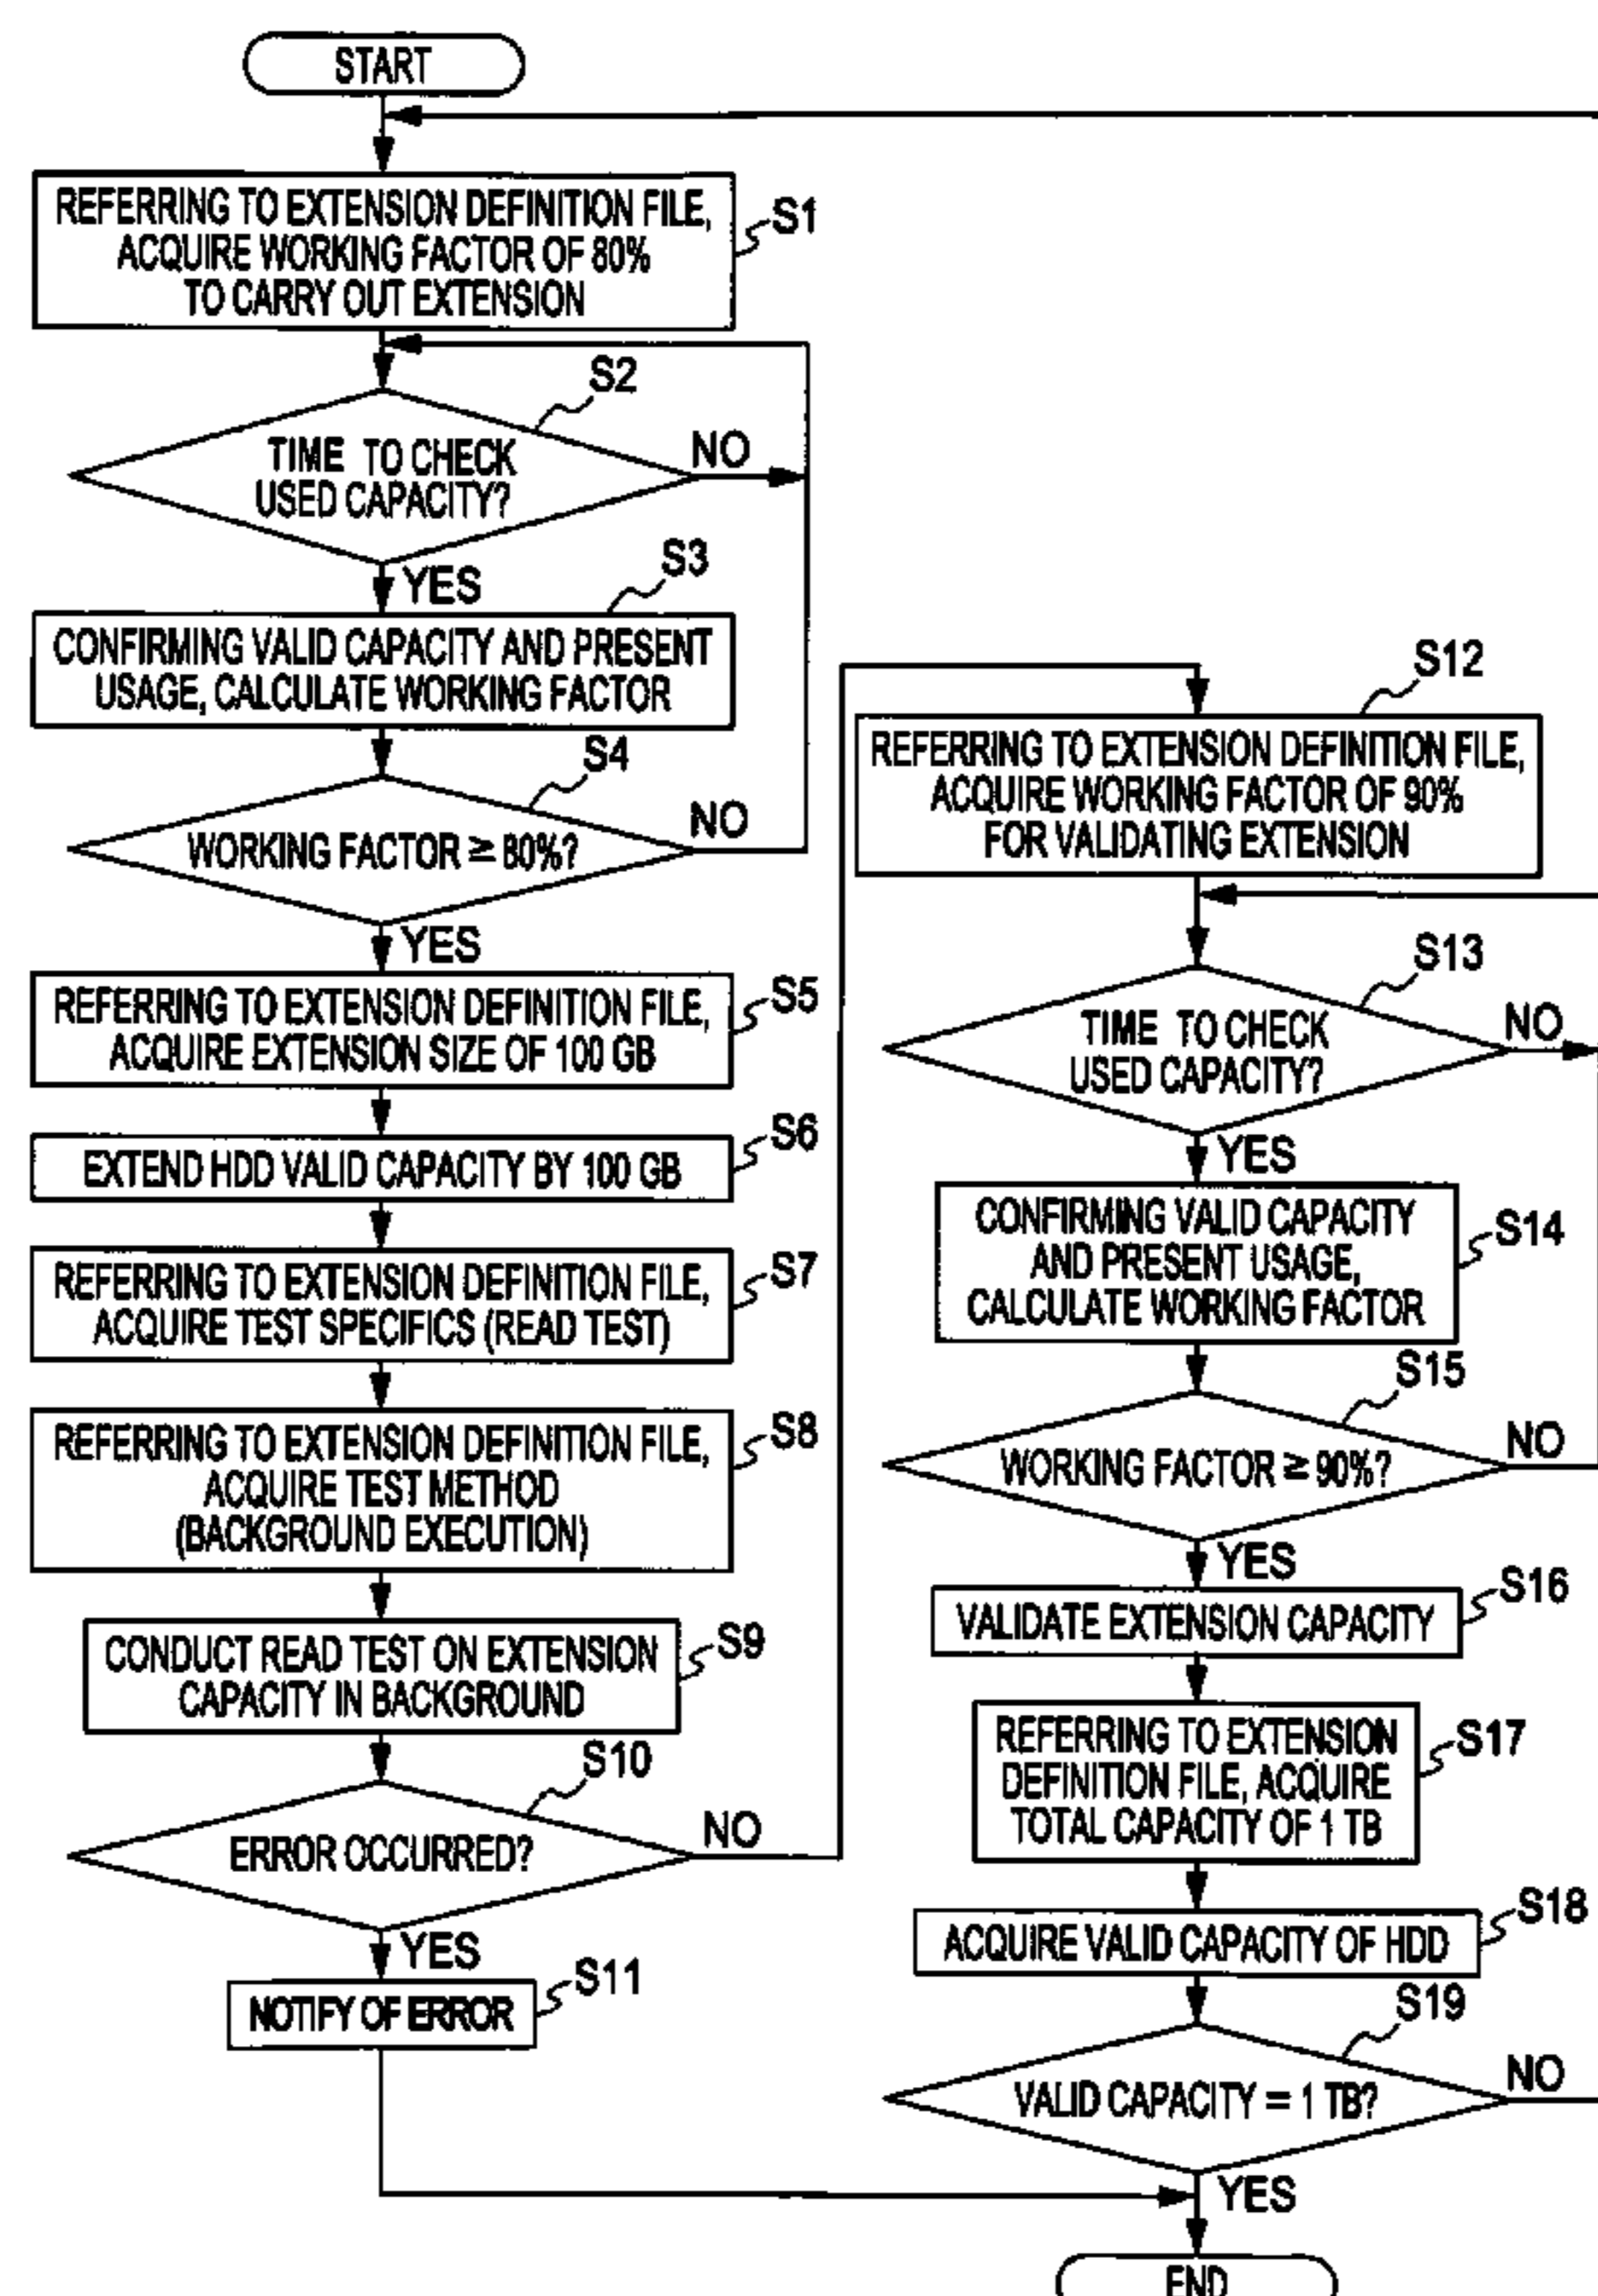 START
REFERRING TO EXTENSION DEFINITION FILE,
ACQUIRE WORKING FACTOR OF 80%
TO CARRY OUT EXTENSION
S1
S2
TIME TO CHECK
USED CAPACITY?
NO
YES
S3
CONFIRMING VALID CAPACITY AND PRESENT
USAGE, CALCULATE WORKING FACTOR
S4
WORKING FACTOR ≥ 80%?
NO
YES
REFERRING TO EXTENSION DEFINITION FILE,
ACQUIRE EXTENSION SIZE OF 100 GB
S5
EXTEND HDD VALID CAPACITY BY 100 GB
S6
REFERRING TO EXTENSION DEFINITION FILE,
ACQUIRE TEST SPECIFICS (READ TEST)
S7
REFERRING TO EXTENSION DEFINITION FILE,
ACQUIRE TEST METHOD
(BACKGROUND EXECUTION)
S8
CONDUCT READ TEST ON EXTENSION
CAPACITY IN BACKGROUND
S9
S10
ERROR OCCURRED?
NO
YES
NOTIFY OF ERROR
S11
S12
REFERRING TO EXTENSION DEFINITION FILE,
ACQUIRE WORKING FACTOR OF 90%
FOR VALIDATING EXTENSION
S13
TIME TO CHECK
USED CAPACITY?
NO
YES
CONFIRMING VALID CAPACITY
AND PRESENT USAGE,
CALCULATE WORKING FACTOR
S14
S15
WORKING FACTOR ≥ 90%?
NO
YES
VALIDATE EXTENSION CAPACITY
S16
REFERRING TO EXTENSION
DEFINITION FILE, ACQUIRE
TOTAL CAPACITY OF 1 TB
S17
ACQUIRE VALID CAPACITY OF HDD
S18
S19
VALID CAPACITY = 1 TB?
NO
YES
END